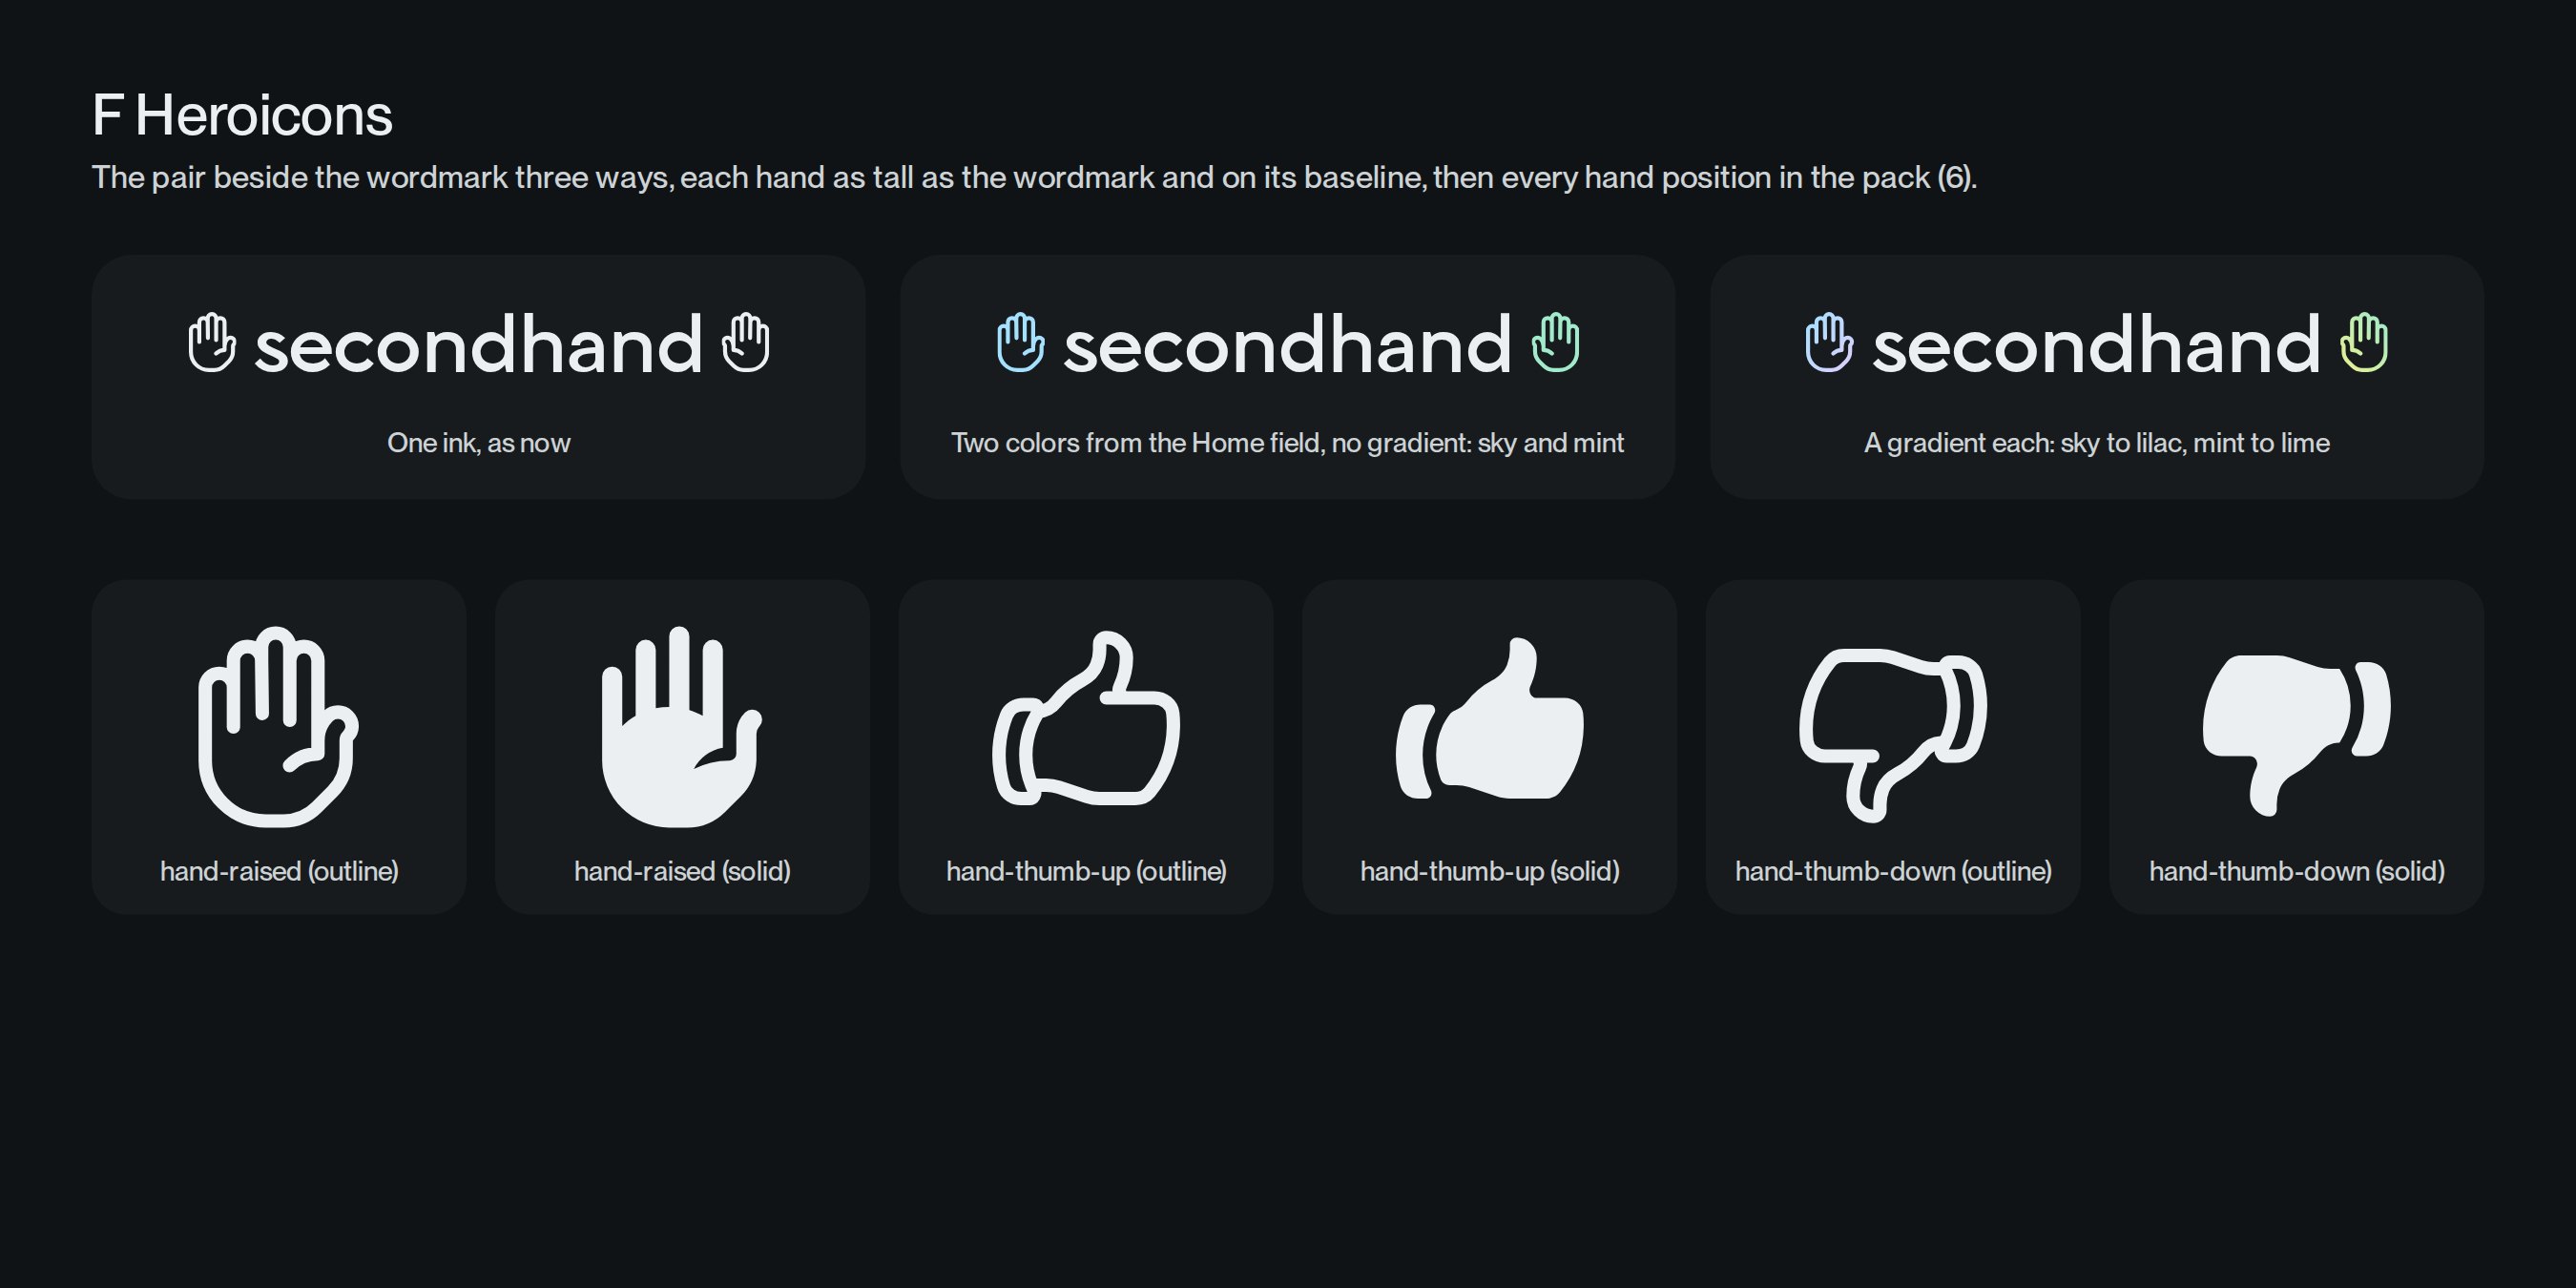 F Heroicons
The pair beside the wordmark three ways, each hand as tall as the wordmark and on its baseline, then every hand position in the pack (6).
secondhand
secondhand
secondhand
One ink, as now
Two colors from the Home field, no gradient: sky and mint
A gradient each: sky to lilac, mint to lime
hand-raised (outline)
hand-raised (solid)
hand-thumb-up (outline)
hand-thumb-up (solid)
hand-thumb-down (outline)
hand-thumb-down (solid)